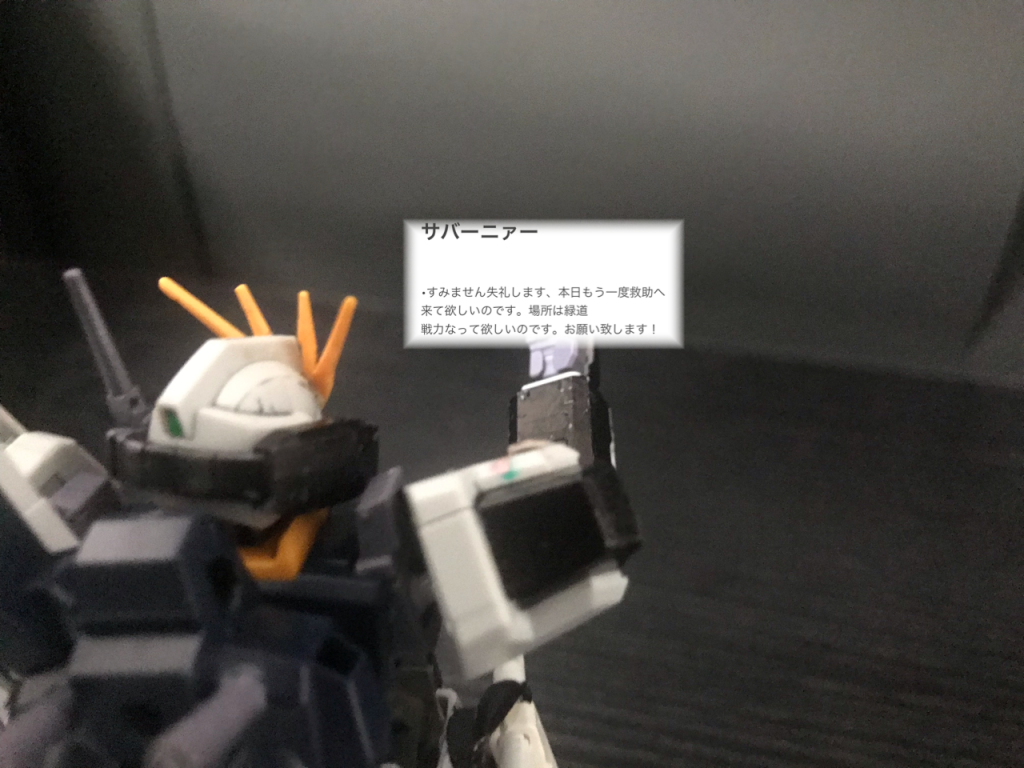 サバーニァー
•すみません失礼します、本日もう一度救助へ
来て欲しいのです。場所は緑道
戦力なって欲しいのです。お願い致します！